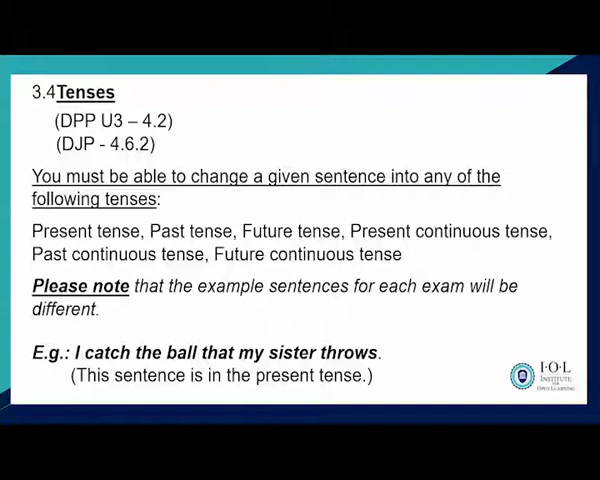 3.4Tenses
(DPP U3 – 4.2)
(DJP - 4.6.2)
You must be able to change a given sentence into any of the
following tenses:
Present tense, Past tense, Future tense, Present continuous tense,
Past continuous tense, Future continuous tense
Please note that the example sentences for each exam will be
different.
E.g.: I catch the ball that my sister throws.
(This sentence is in the present tense.)
I·O·L
INSTITUTE
FOR
OPEN LEARNING